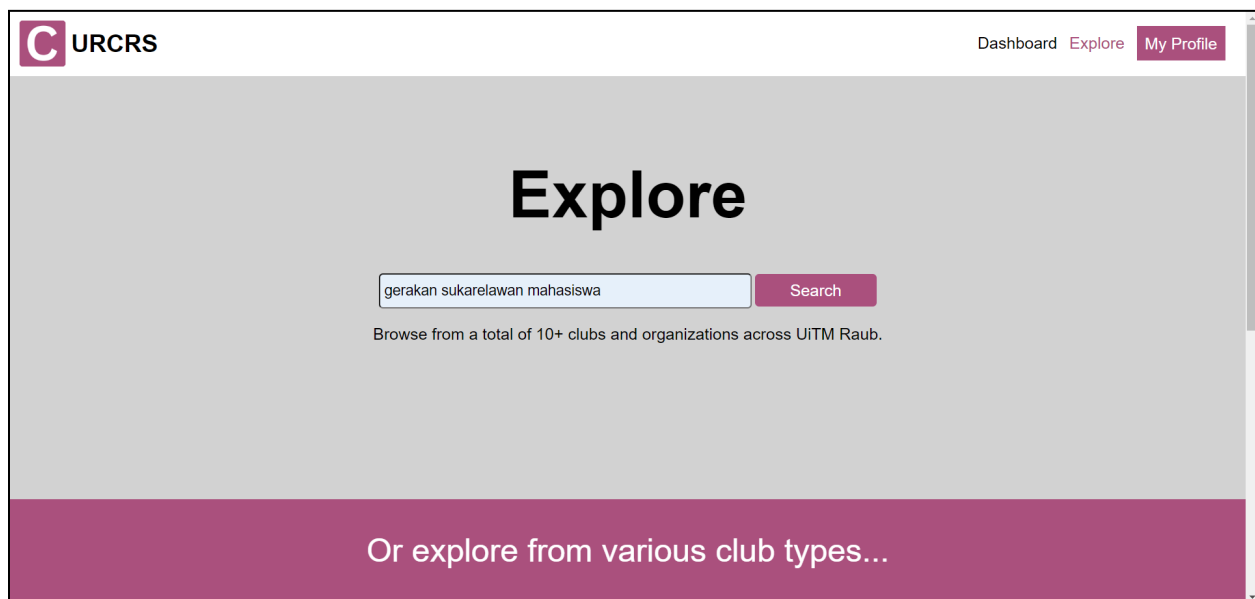 C URCRS
Dashboard Explore My Profile
Explore
gerakan sukarelawan mahasiswa Search
Browse from a total of 10+ clubs and organizations across UiTM Raub.
Or explore from various club types...